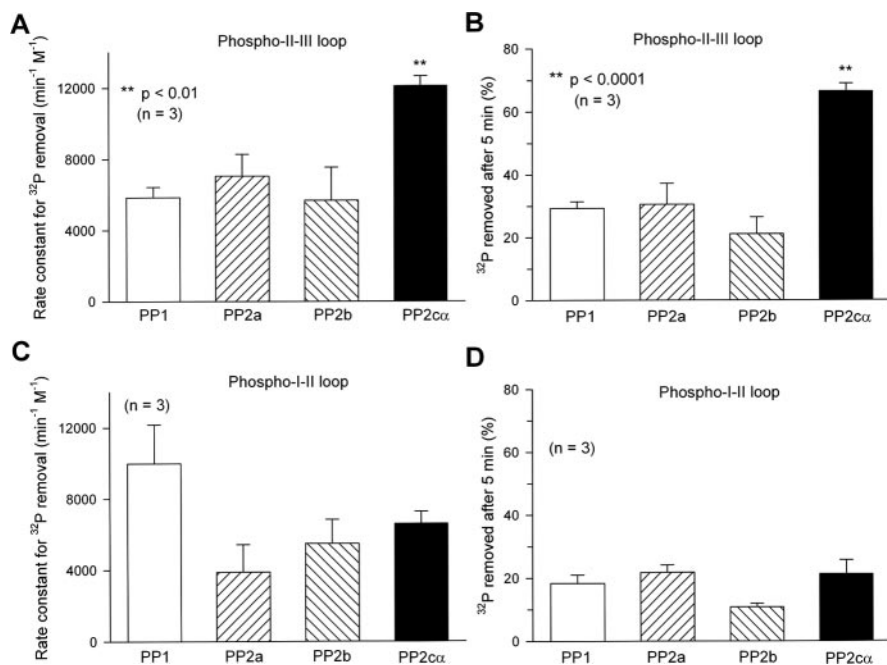 A
Phospho-II-III loop
Rate constant for ³²P removal (min⁻¹ M⁻¹)
12000
8000
4000
0
** p < 0.01
(n = 3)
**
PP1 PP2a PP2b PP2cα
B
Phospho-II-III loop
³²P removed after 5 min (%)
80
60
40
20
0
** p < 0.0001
(n = 3)
**
PP1 PP2a PP2b PP2cα
C
Phospho-I-II loop
Rate constant for ³²P removal (min⁻¹ M⁻¹)
12000
8000
4000
0
(n = 3)
PP1 PP2a PP2b PP2cα
D
Phospho-I-II loop
³²P removed after 5 min (%)
80
60
40
20
0
(n = 3)
PP1 PP2a PP2b PP2cα